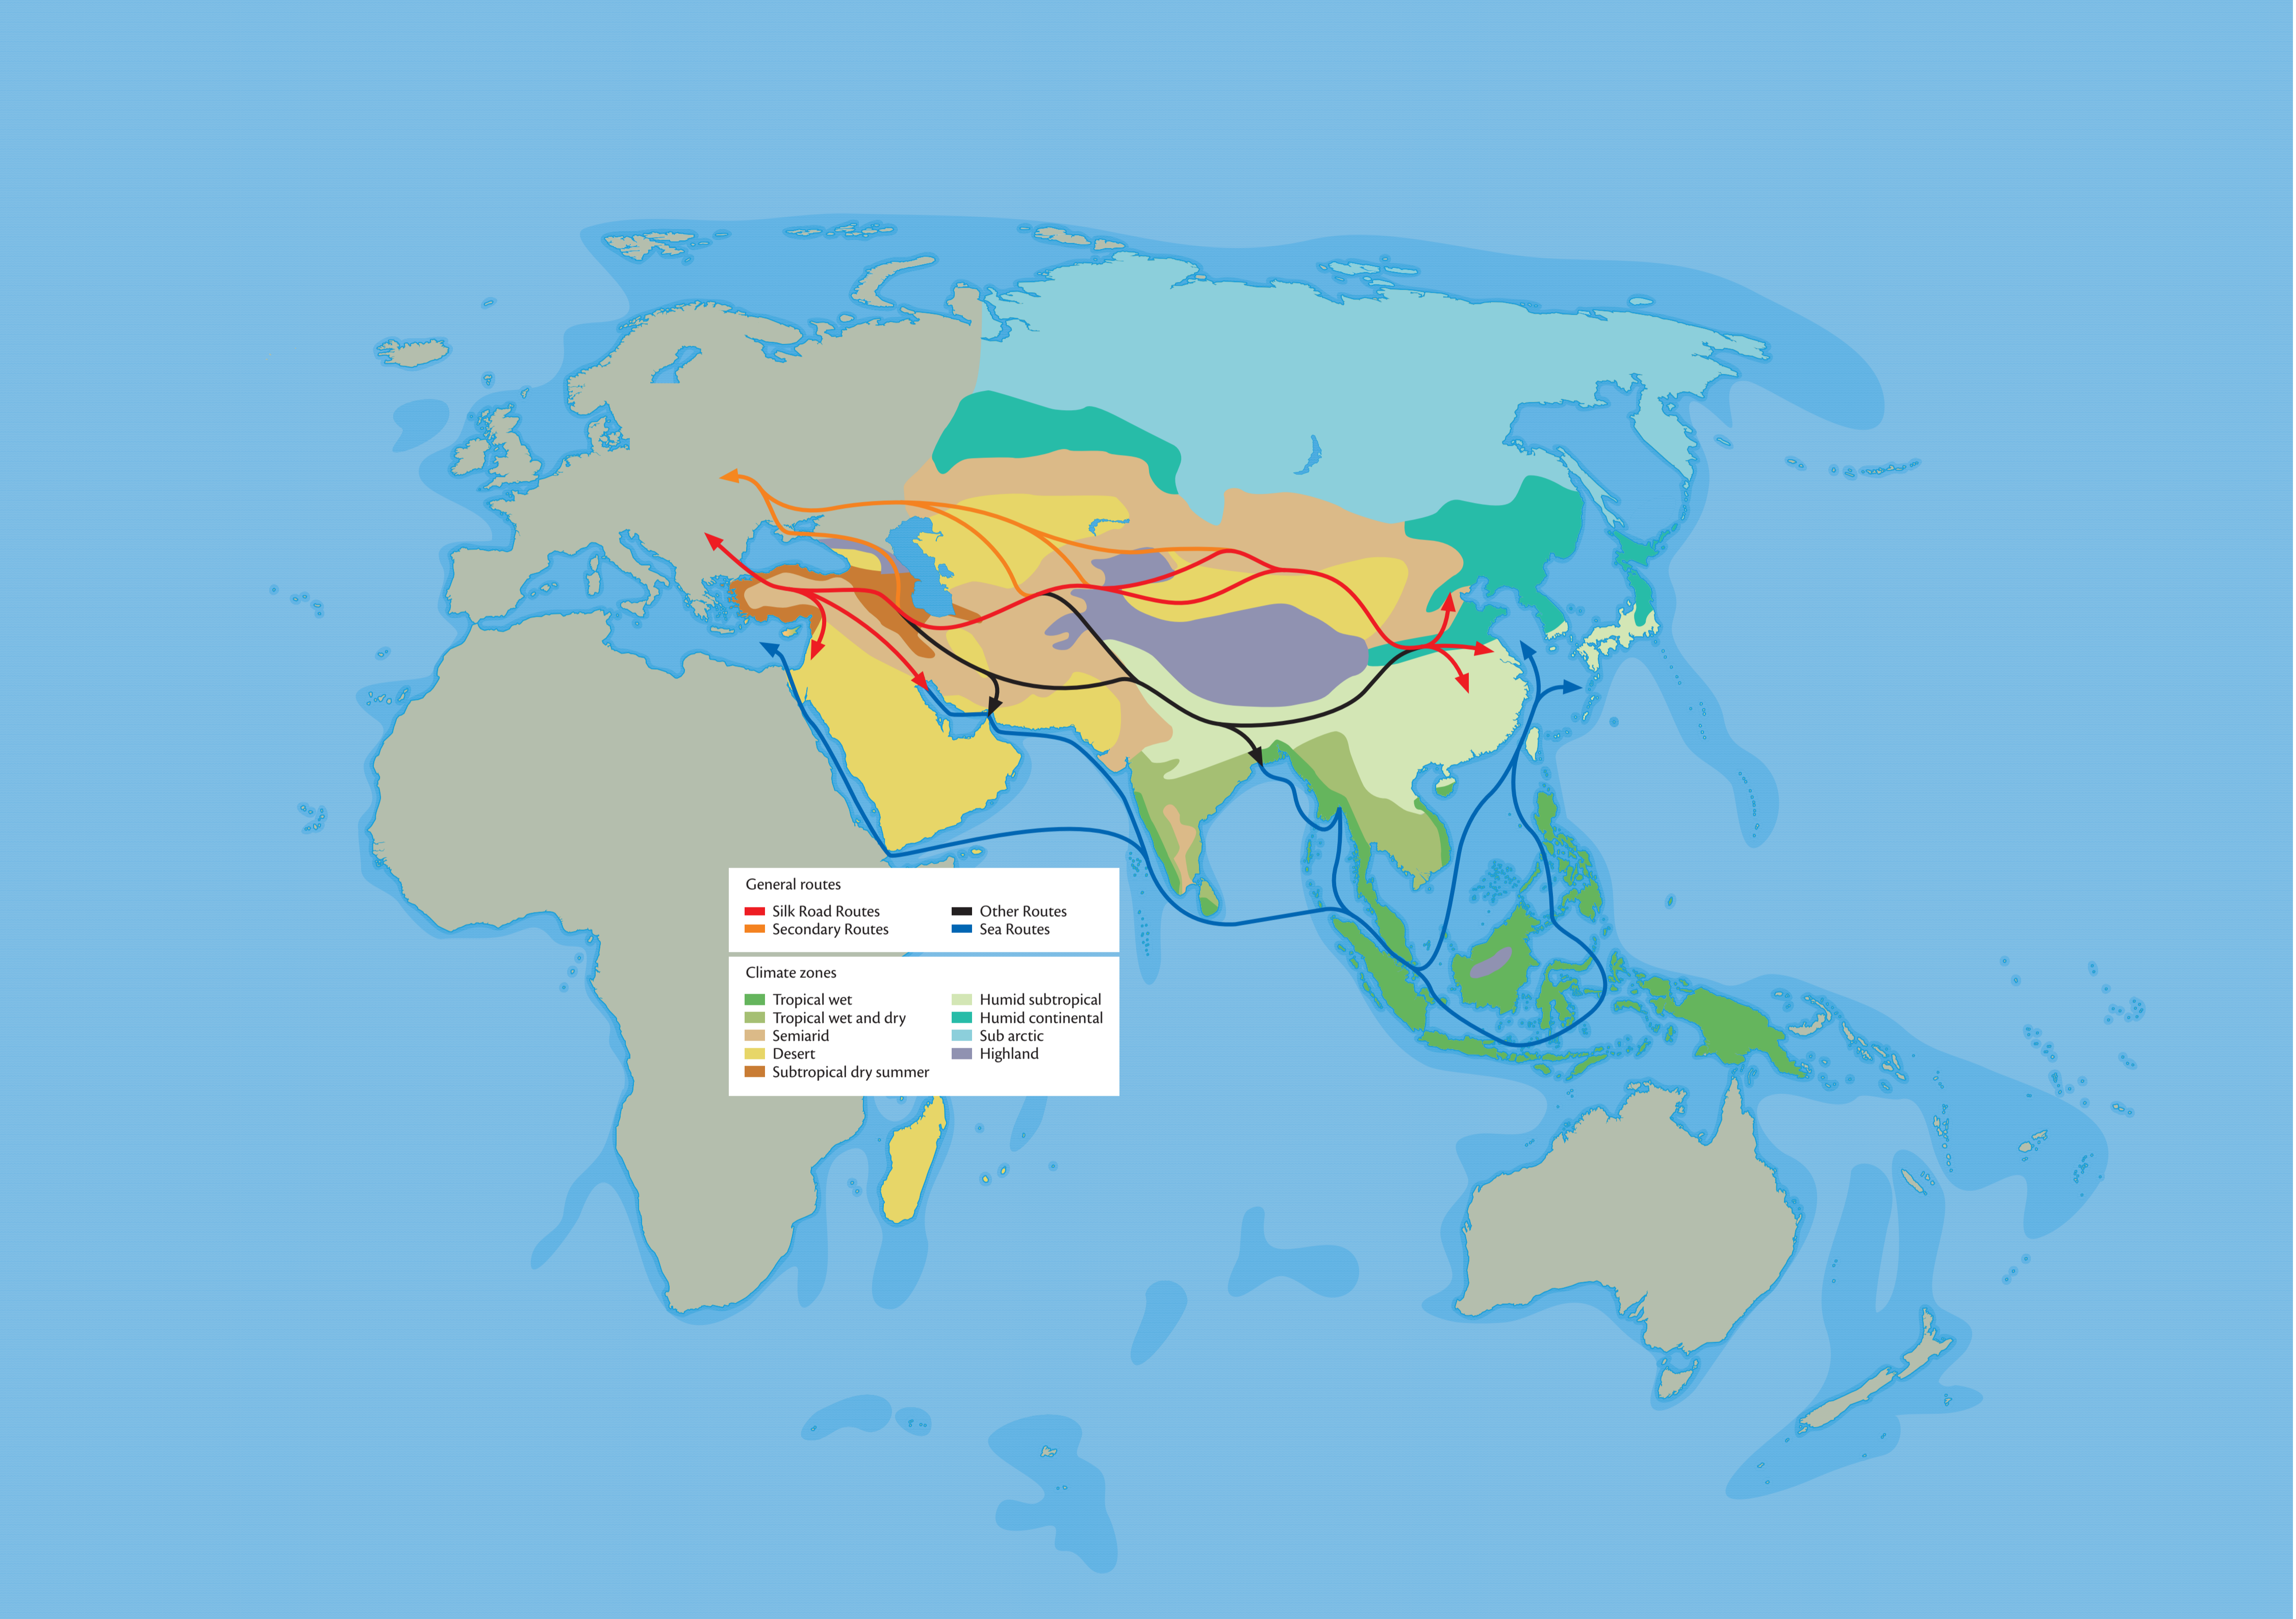 General routes
Silk Road Routes
Secondary Routes
Other Routes
Sea Routes
Climate zones
Tropical wet
Tropical wet and dry
Semiarid
Desert
Subtropical dry summer
Humid subtropical
Humid continental
Sub arctic
Highland